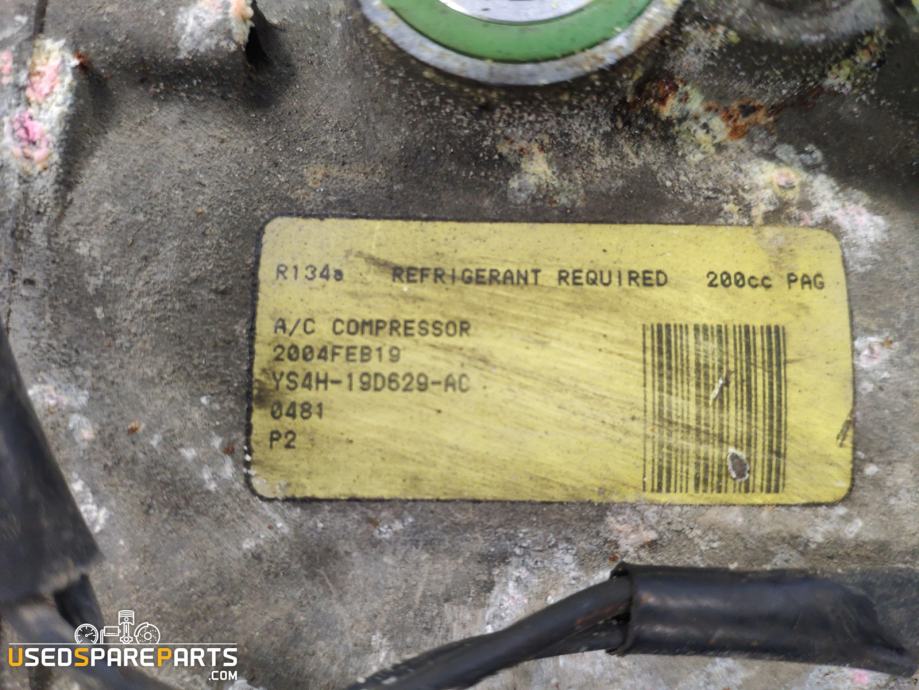 R134a REFRIGERANT REQUIRED 200cc PAG
A/C COMPRESSOR
2004FEB19
YS4H-19D629-AC
0481
P2
USEDSPAREPARTS
.COM